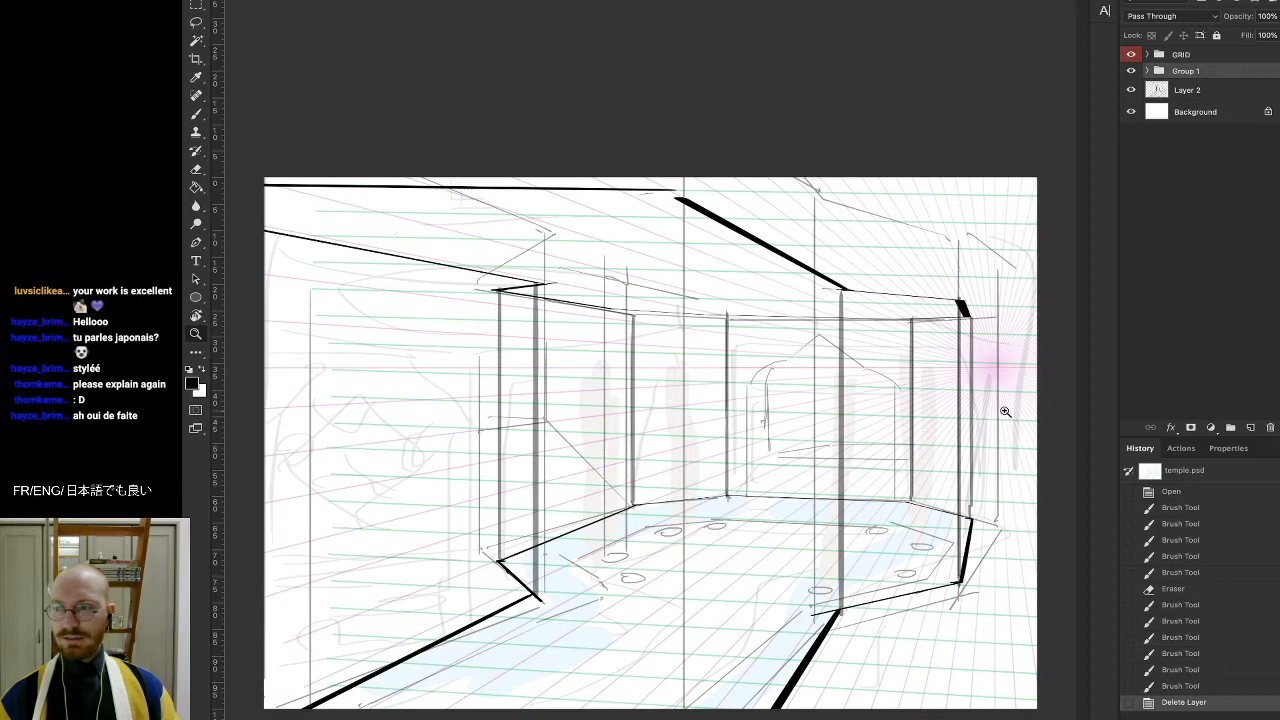 luvsiclikea... your work is excellent
hayze_brim... Hellooo
hayze_brim... tu parles japonais?
hayze_brim... styléé
thomkeme... please explain again
thomkeme... : D
hayze_brim... ah oui de faite
FR/ENG/日本語でも良い
A|
Pass Through
Opacity: 100%
Lock:
Fill: 100%
GRID
Group 1
Layer 2
Background
fx
History
Actions
Properties
temple.psd
Open
Brush Tool
Brush Tool
Brush Tool
Brush Tool
Brush Tool
Eraser
Brush Tool
Brush Tool
Brush Tool
Brush Tool
Brush Tool
Brush Tool
Delete Layer